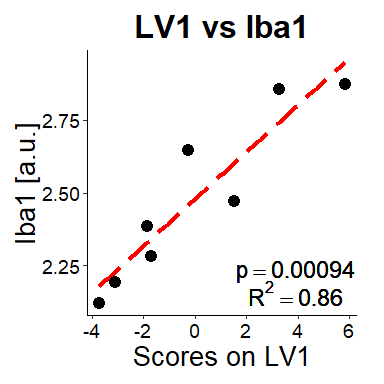 LV1 vs Iba1
Iba1 [a.u.]
2.75
2.50
2.25
p = 0.00094
R² = 0.86
-4 -2 0 2 4 6
Scores on LV1